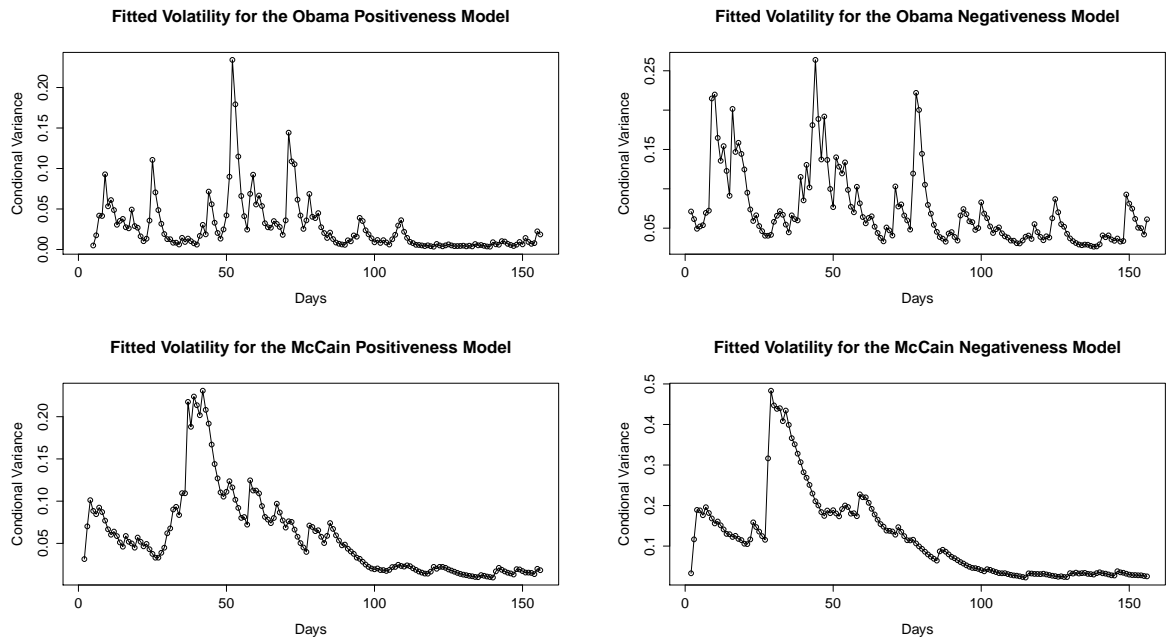 Fitted Volatility for the Obama Positiveness Model
Condional Variance
0.20
0.15
0.10
0.05
0.00
0
50
100
150
Days
Fitted Volatility for the Obama Negativeness Model
Condional Variance
0.25
0.15
0.05
0
50
100
150
Days
Fitted Volatility for the McCain Positiveness Model
Condional Variance
0.20
0.15
0.10
0.05
0
50
100
150
Days
Fitted Volatility for the McCain Negativeness Model
Condional Variance
0.5
0.4
0.3
0.2
0.1
0
50
100
150
Days